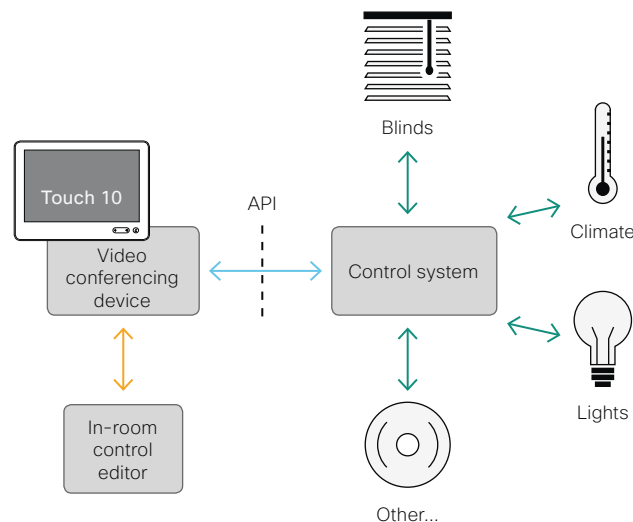 Blinds
Touch 10
API
Climate
Video
conferencing
device
Control system
Lights
In-room
control
editor
Other...